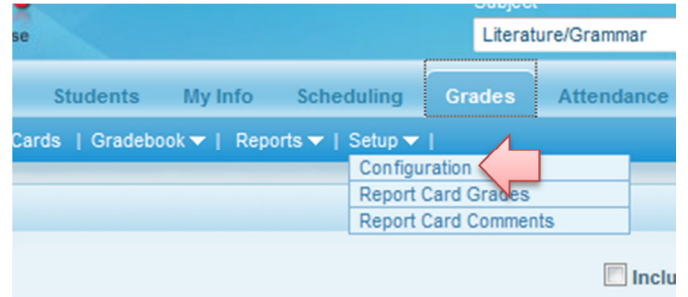 Subject
se
Literature/Grammar
Students My Info Scheduling Grades Attendance
Cards | Gradebook | Reports | Setup |
Configuration
Report Card Grades
Report Card Comments
Inclu